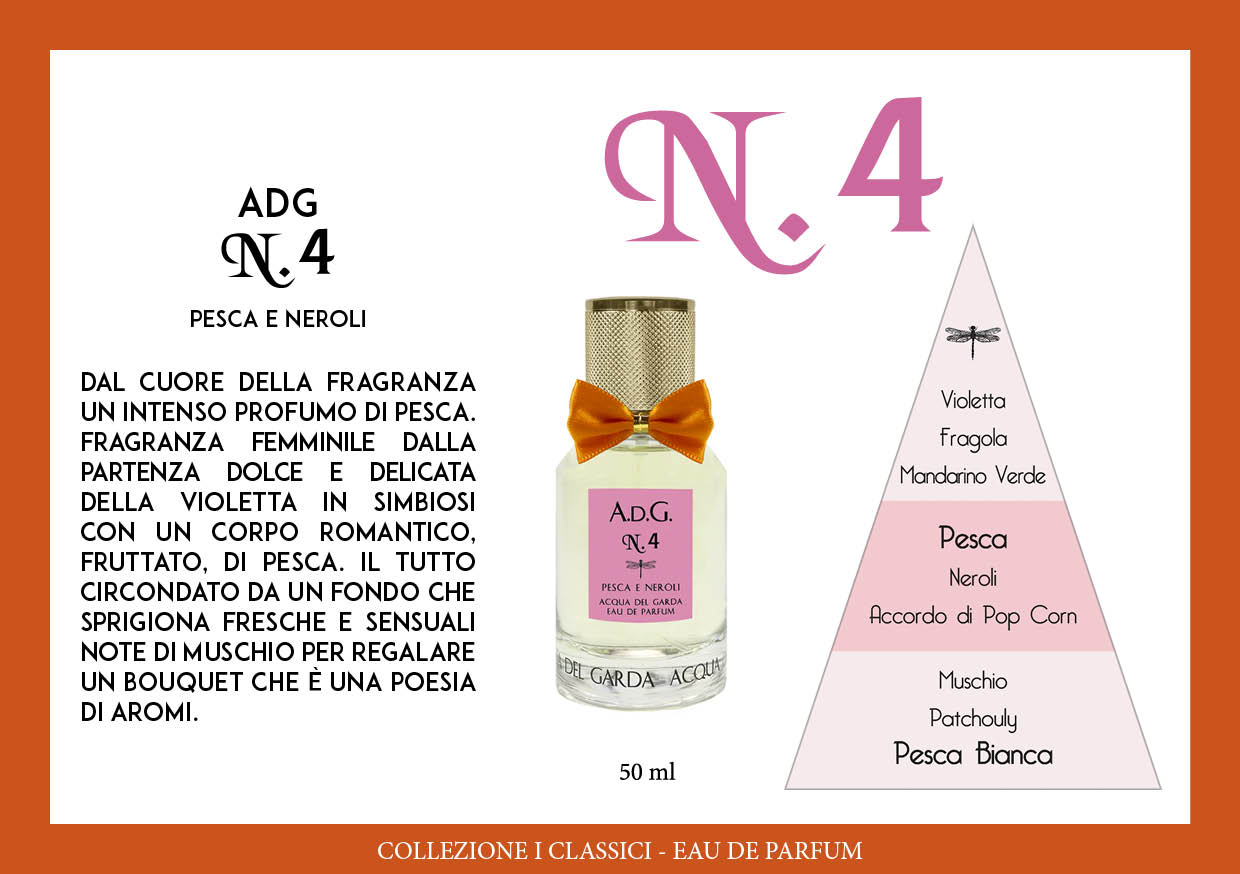 ADG
N. 4
PESCA E NEROLI
DAL CUORE DELLA FRAGRANZA
UN INTENSO PROFUMO DI PESCA.
FRAGRANZA FEMMINILE DALLA
PARTENZA DOLCE E DELICATA
DELLA VIOLETTA IN SIMBIOSI
CON UN CORPO ROMANTICO,
FRUTTATO, DI PESCA. IL TUTTO
CIRCONDATO DA UN FONDO CHE
SPRIGIONA FRESCHE E SENSUALI
NOTE DI MUSCHIO PER REGALARE
UN BOUQUET CHE È UNA POESIA
DI AROMI.
N. 4
A.D.G.
N. 4
PESCA E NEROLI
ACQUA DEL GARDA
EAU DE PARFUM
DEL GARDA ACQUA
50 ml
Violetta
Fragola
Mandarino Verde
Pesca
Neroli
Accordo di Pop Corn
Muschio
Patchouly
Pesca Bianca
COLLEZIONE I CLASSICI - EAU DE PARFUM